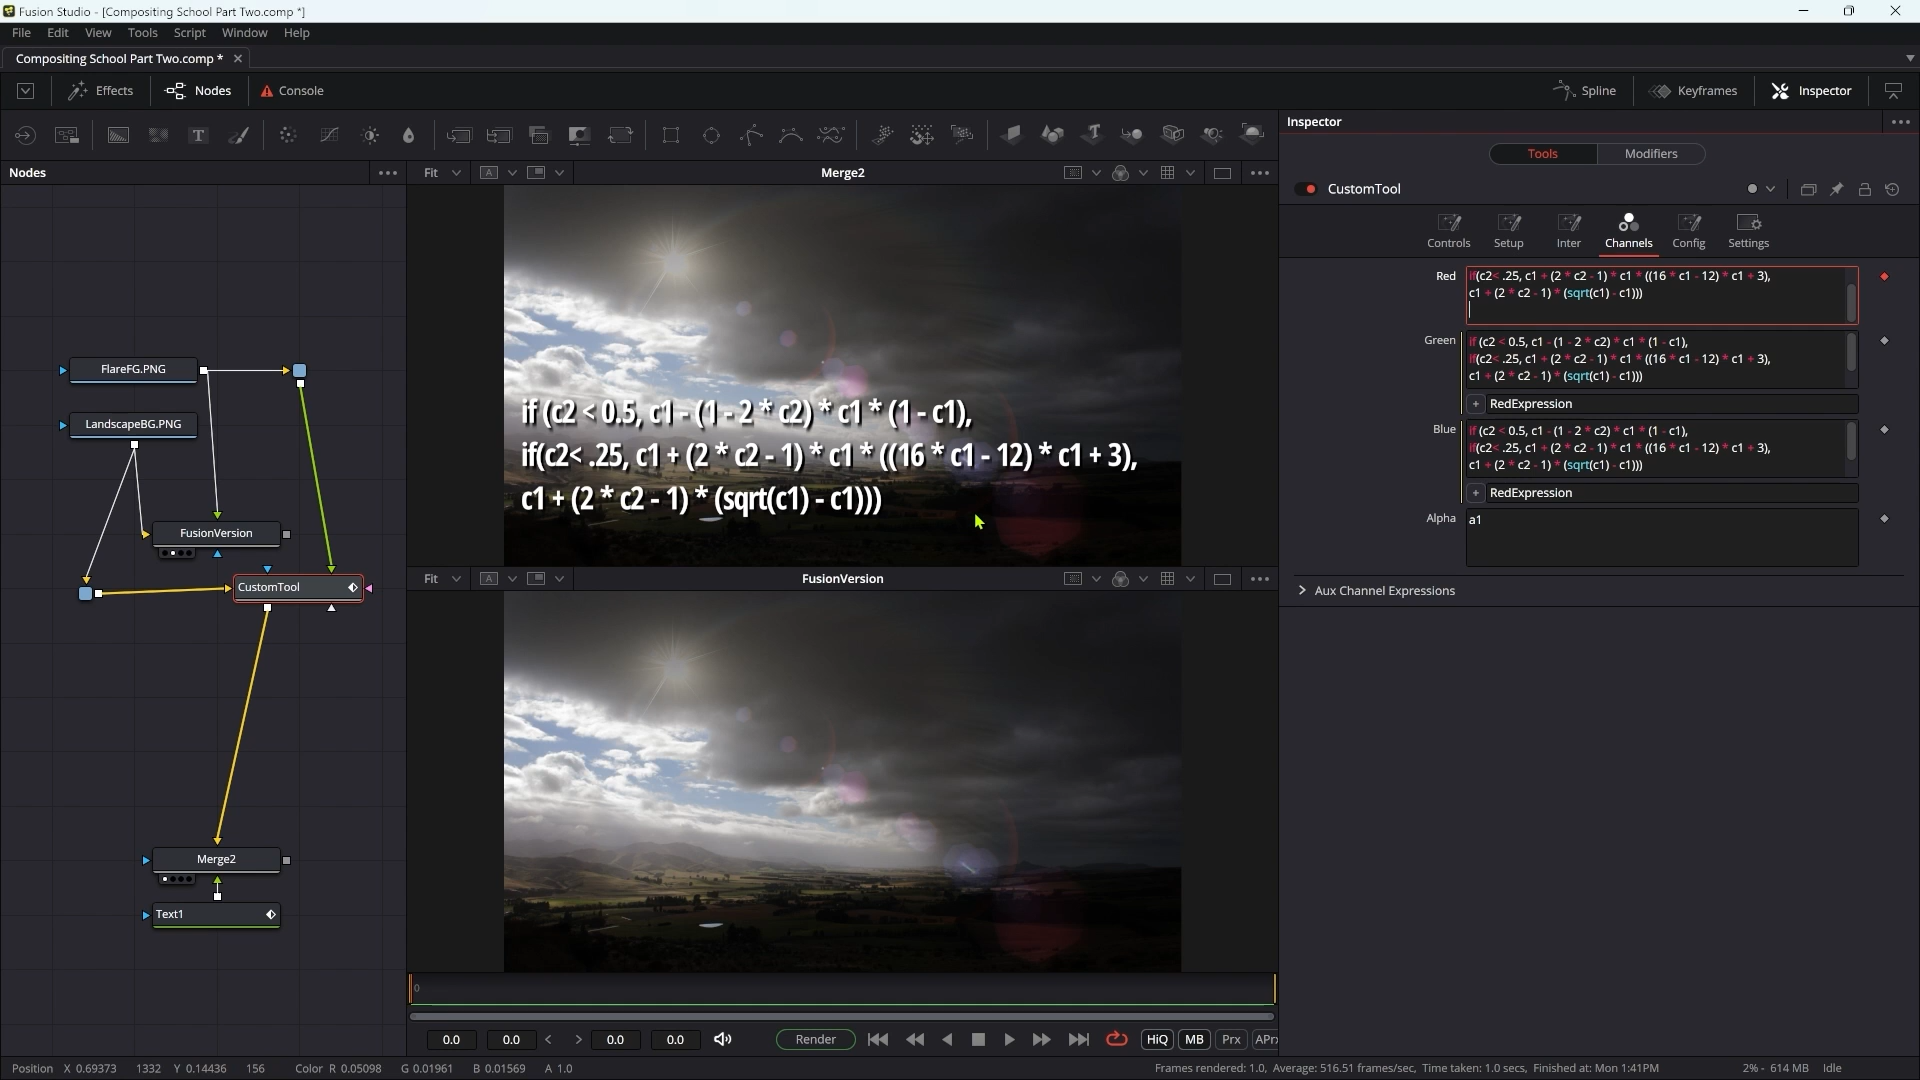 Fusion Studio - [Compositing School Part Two.comp *]
File Edit View Tools Script Window Help
Compositing School Part Two.comp *
Effects Nodes Console Spline Keyframes Inspector
Nodes
Fit A Merge2
Inspector
Tools Modifiers
CustomTool
Controls Setup Inter Channels Config Settings
Red if(c2< .25, c1 + (2 * c2 - 1) * c1 * ((16 * c1 - 12) * c1 + 3),
c1 + (2 * c2 - 1) * (sqrt(c1) - c1)))
Green if (c2 < 0.5, c1 - (1 - 2 * c2) * c1 * (1 - c1),
if(c2< .25, c1 + (2 * c2 - 1) * c1 * ((16 * c1 - 12) * c1 + 3),
c1 + (2 * c2 - 1) * (sqrt(c1) - c1)))
+ RedExpression
Blue if (c2 < 0.5, c1 - (1 - 2 * c2) * c1 * (1 - c1),
if(c2< .25, c1 + (2 * c2 - 1) * c1 * ((16 * c1 - 12) * c1 + 3),
c1 + (2 * c2 - 1) * (sqrt(c1) - c1)))
+ RedExpression
Alpha a1
Aux Channel Expressions
FlareFG.PNG
LandscapeBG.PNG
FusionVersion
CustomTool
Merge2
Text1
if (c2 < 0.5, c1 - (1 - 2 * c2) * c1 * (1 - c1),
if(c2< .25, c1 + (2 * c2 - 1) * c1 * ((16 * c1 - 12) * c1 + 3),
c1 + (2 * c2 - 1) * (sqrt(c1) - c1)))
Fit A FusionVersion
0
0.0 0.0 < > 0.0 0.0 Render HiQ MB Prx APrx
Position X 0.69373 1332 Y 0.14436 156 Color R 0.05098 G 0.01961 B 0.01569 A 1.0
Frames rendered: 1.0, Average: 516.51 frames/sec, Time taken: 1.0 secs, Finished at: Mon 1:41PM 2% - 614 MB Idle